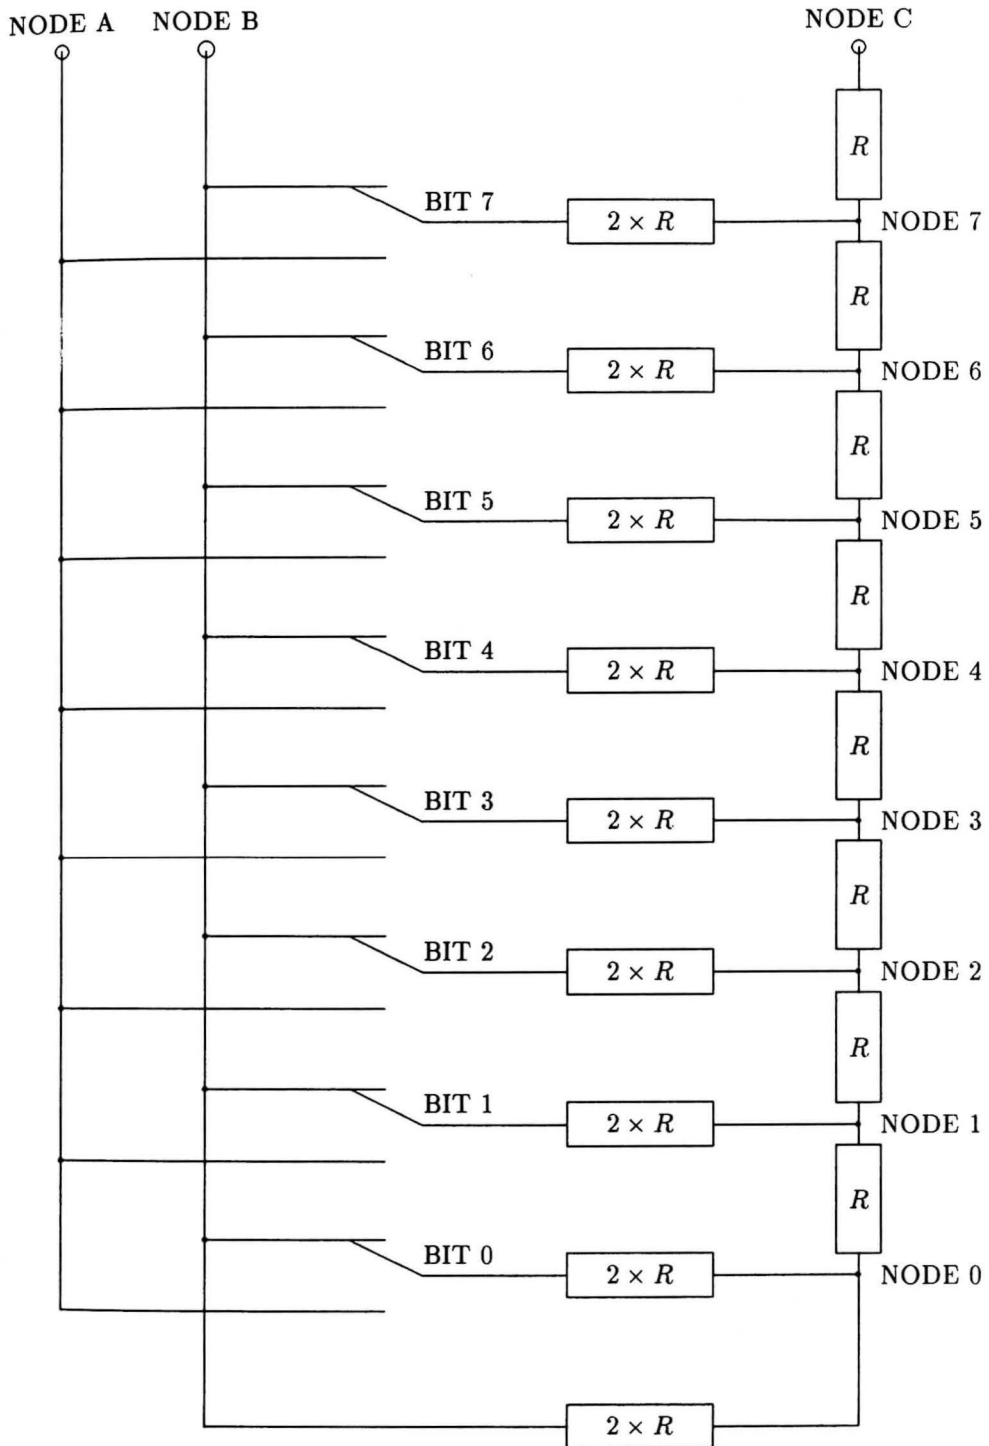 NODE A NODE B NODE C
R
BIT 7 2 × R NODE 7
R
BIT 6 2 × R NODE 6
R
BIT 5 2 × R NODE 5
R
BIT 4 2 × R NODE 4
R
BIT 3 2 × R NODE 3
R
BIT 2 2 × R NODE 2
R
BIT 1 2 × R NODE 1
R
BIT 0 2 × R NODE 0
2 × R